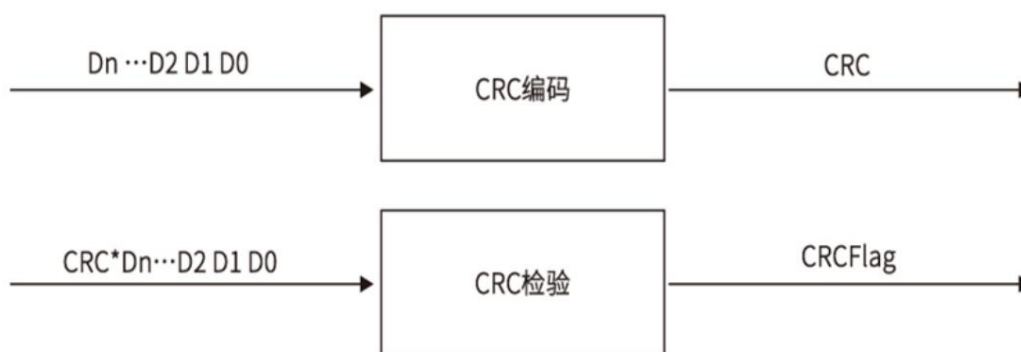 Dn …D2 D1 D0
CRC编码
CRC
CRC*Dn…D2 D1 D0
CRC检验
CRCFlag